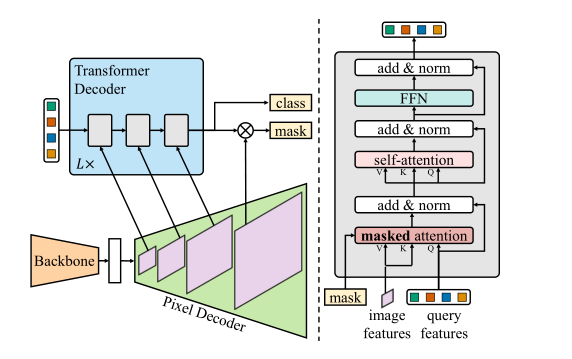 Transformer
Decoder
L×
class
mask
Backbone
Pixel Decoder
add & norm
FFN
add & norm
self-attention
V K Q
add & norm
masked attention
V K Q
mask
image
features
query
features